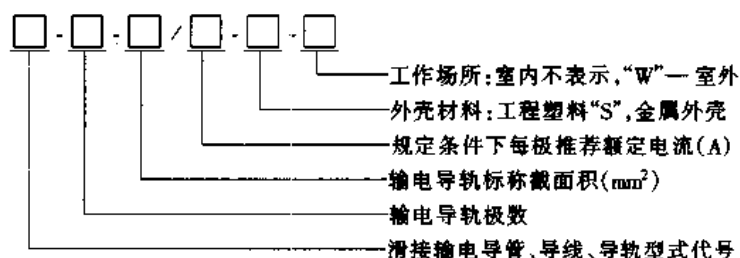 □-□-□/□-□-□
工作场所:室内不表示,“W”— 室外
外壳材料:工程塑料“S”,金属外壳
规定条件下每极推荐额定电流(A)
输电导轨标称截面积(mm²)
输电导轨极数
滑接输电导管、导线、导轨型式代号